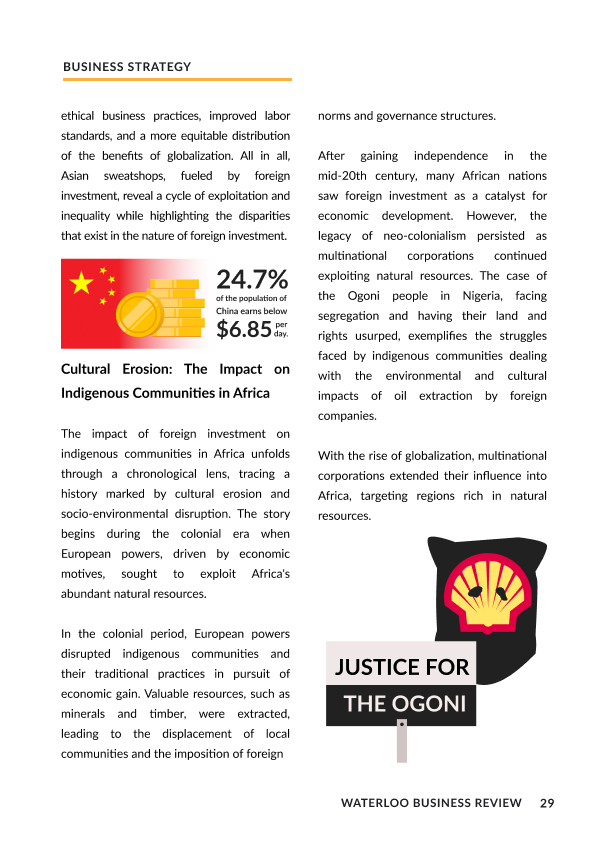 BUSINESS STRATEGY
ethical business practices, improved labor
standards, and a more equitable distribution
of the benefits of globalization. All in all,
Asian sweatshops, fueled by foreign
investment, reveal a cycle of exploitation and
inequality while highlighting the disparities
that exist in the nature of foreign investment.
24.7%
of the population of
China earns below
$6.85 per
day.
Cultural Erosion: The Impact on
Indigenous Communities in Africa
The impact of foreign investment on
indigenous communities in Africa unfolds
through a chronological lens, tracing a
history marked by cultural erosion and
socio-environmental disruption. The story
begins during the colonial era when
European powers, driven by economic
motives, sought to exploit Africa's
abundant natural resources.
In the colonial period, European powers
disrupted indigenous communities and
their traditional practices in pursuit of
economic gain. Valuable resources, such as
minerals and timber, were extracted,
leading to the displacement of local
communities and the imposition of foreign
norms and governance structures.
After gaining independence in the
mid-20th century, many African nations
saw foreign investment as a catalyst for
economic development. However, the
legacy of neo-colonialism persisted as
multinational corporations continued
exploiting natural resources. The case of
the Ogoni people in Nigeria, facing
segregation and having their land and
rights usurped, exemplifies the struggles
faced by indigenous communities dealing
with the environmental and cultural
impacts of oil extraction by foreign
companies.
With the rise of globalization, multinational
corporations extended their influence into
Africa, targeting regions rich in natural
resources.
JUSTICE FOR
THE OGONI
WATERLOO BUSINESS REVIEW 29